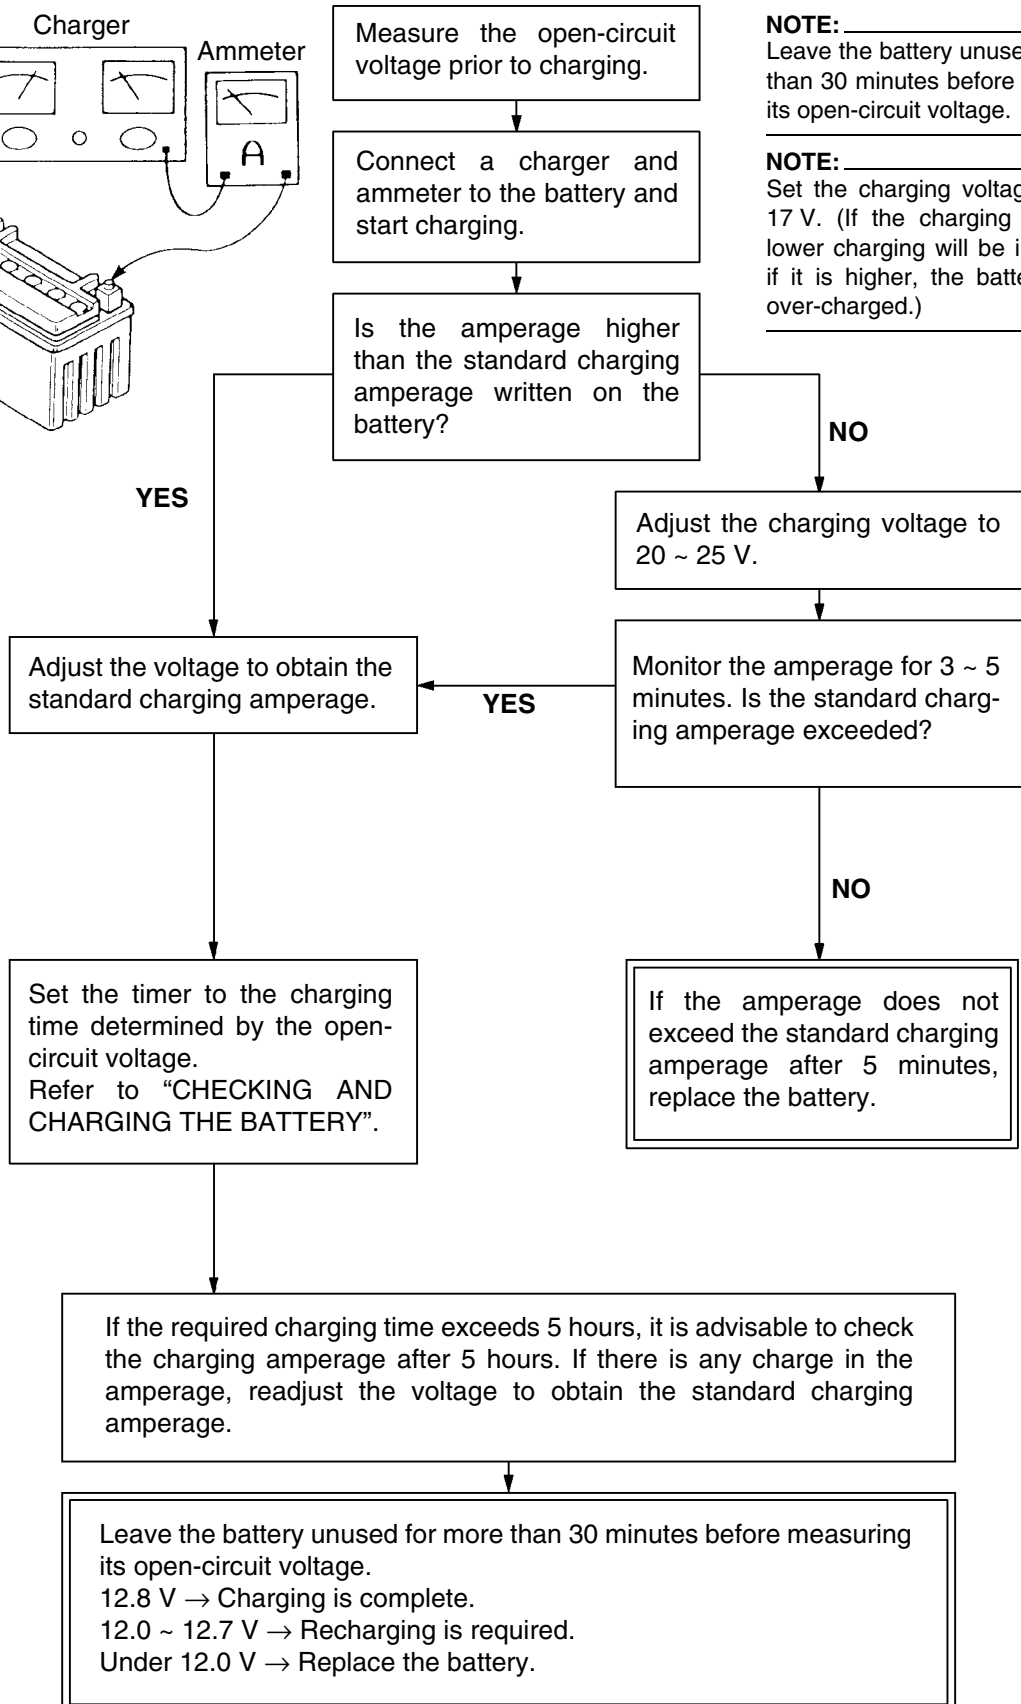 Charger
Ammeter
A
Measure the open-circuit
voltage prior to charging.
NOTE:
Leave the battery
than 30 minutes before
its open-circuit voltage.
Connect a charger and
ammeter to the battery and
start charging.
NOTE:
Set the charging
17 V. (If the charging
lower charging will be
if it is higher, the
over-charged.)
Is the amperage higher
than the standard charging
amperage written on the
battery?
NO
YES
Adjust the charging voltage to
20 ~ 25 V.
Adjust the voltage to obtain the
standard charging amperage.
YES
Monitor the amperage for 3 ~ 5
minutes. Is the standard charg-
ing amperage exceeded?
NO
Set the timer to the charging
time determined by the open-
circuit voltage.
Refer to “CHECKING AND
CHARGING THE BATTERY”.
If the amperage does not
exceed the standard charging
amperage after 5 minutes,
replace the battery.
If the required charging time exceeds 5 hours, it is advisable to check
the charging amperage after 5 hours. If there is any charge in the
amperage, readjust the voltage to obtain the standard charging
amperage.
Leave the battery unused for more than 30 minutes before measuring
its open-circuit voltage.
12.8 V → Charging is complete.
12.0 ~ 12.7 V → Recharging is required.
Under 12.0 V → Replace the battery.